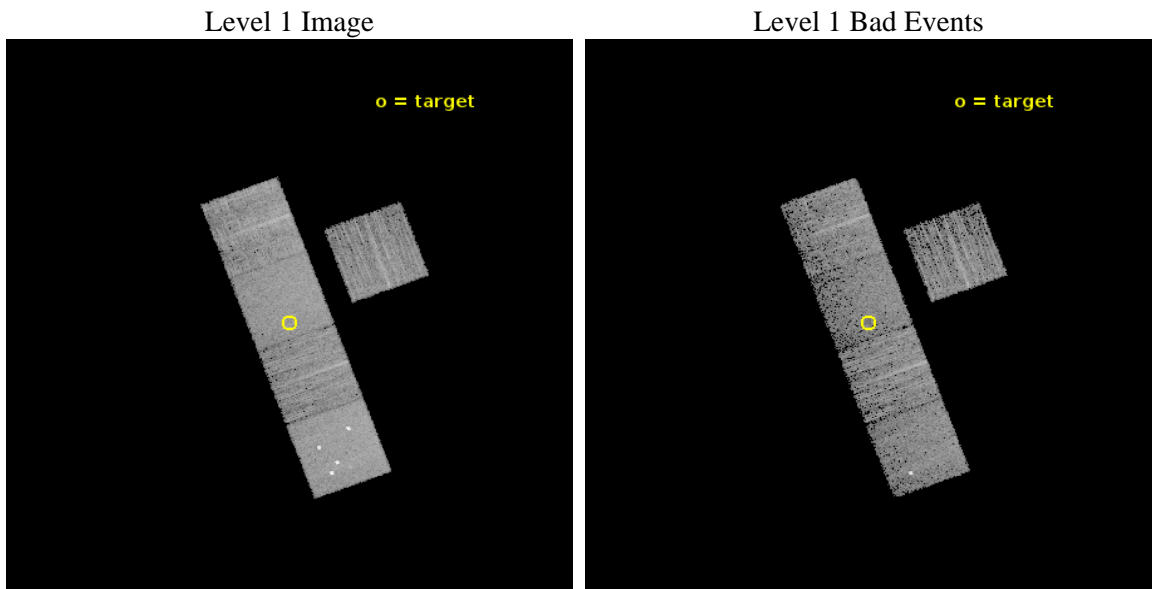 Level 1 Image
Level 1 Bad Events
o = target
o = target